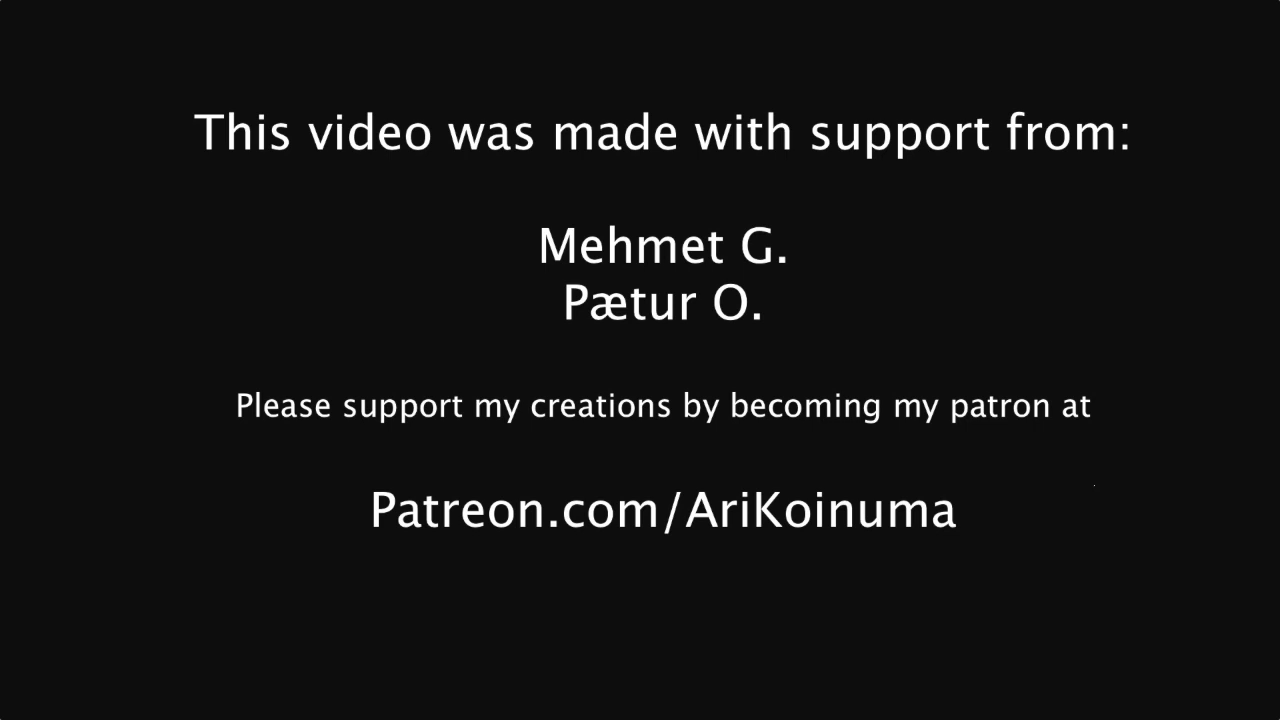 This video was made with support from:
Mehmet G.
Pætur O.
Please support my creations by becoming my patron at
Patreon.com/AriKoinuma